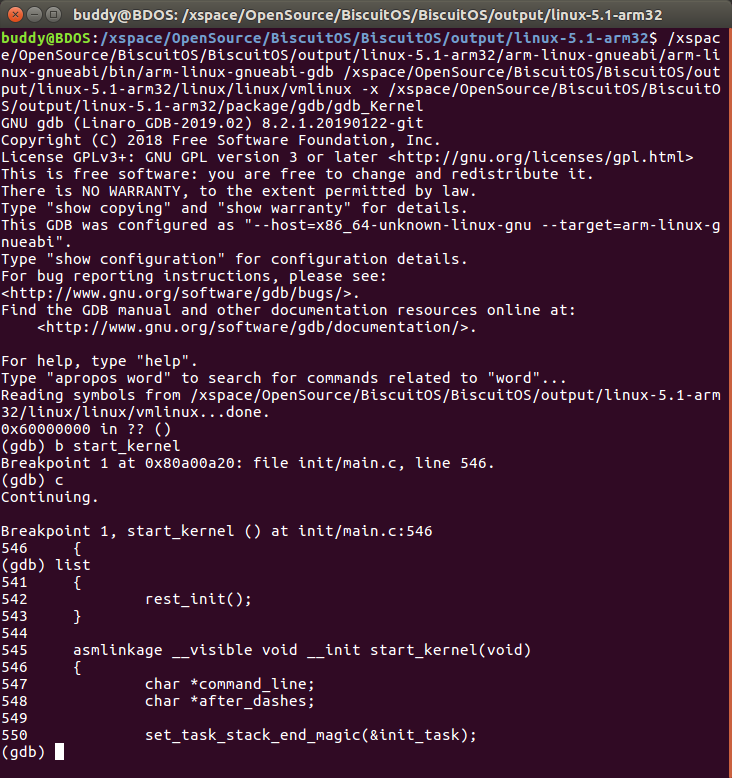 buddy@BDOS: /xspace/OpenSource/BiscuitOS/BiscuitOS/output/linux-5.1-arm32
buddy@BDOS:/xspace/OpenSource/BiscuitOS/BiscuitOS/output/linux-5.1-arm32$ /xspac
e/OpenSource/BiscuitOS/BiscuitOS/output/linux-5.1-arm32/arm-linux-gnueabi/arm-li
nux-gnueabi/bin/arm-linux-gnueabi-gdb /xspace/OpenSource/BiscuitOS/BiscuitOS/out
put/linux-5.1-arm32/linux/linux/vmlinux -x /xspace/OpenSource/BiscuitOS/BiscuitO
S/output/linux-5.1-arm32/package/gdb/gdb_Kernel
GNU gdb (Linaro_GDB-2019.02) 8.2.1.20190122-git
Copyright (C) 2018 Free Software Foundation, Inc.
License GPLv3+: GNU GPL version 3 or later <http://gnu.org/licenses/gpl.html>
This is free software: you are free to change and redistribute it.
There is NO WARRANTY, to the extent permitted by law.
Type "show copying" and "show warranty" for details.
This GDB was configured as "--host=x86_64-unknown-linux-gnu --target=arm-linux-g
nueabi".
Type "show configuration" for configuration details.
For bug reporting instructions, please see:
<http://www.gnu.org/software/gdb/bugs/>.
Find the GDB manual and other documentation resources online at:
    <http://www.gnu.org/software/gdb/documentation/>.

For help, type "help".
Type "apropos word" to search for commands related to "word"...
Reading symbols from /xspace/OpenSource/BiscuitOS/BiscuitOS/output/linux-5.1-arm
32/linux/linux/vmlinux...done.
0x60000000 in ?? ()
(gdb) b start_kernel
Breakpoint 1 at 0x80a00a20: file init/main.c, line 546.
(gdb) c
Continuing.

Breakpoint 1, start_kernel () at init/main.c:546
546     {
(gdb) list
541     {
542             rest_init();
543     }
544
545     asmlinkage __visible void __init start_kernel(void)
546     {
547             char *command_line;
548             char *after_dashes;
549
550             set_task_stack_end_magic(&init_task);
(gdb)